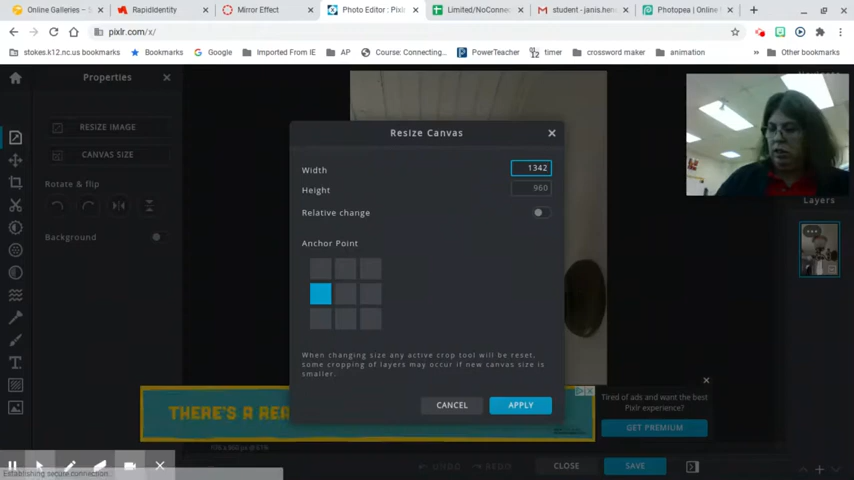 Online Galleries – S
RapidIdentity
Mirror Effect
Photo Editor : Pixlr
Limited/NoConnec
student - janis.hen
Photopea | Online
pixlr.com/x/
stokes.k12.nc.us bookmarks
Bookmarks
Google
Imported From IE
AP
Course: Connecting...
PowerTeacher
timer
crossword maker
animation
Other bookmarks
Properties
RESIZE IMAGE
CANVAS SIZE
Rotate & flip
Background
Resize Canvas
Width
1342
Height
960
Relative change
Anchor Point
When changing size any active crop tool will be reset,
some cropping of layers may occur if new canvas size is
smaller.
CANCEL
APPLY
Layers
THERE'S A REA
Tired of ads and want the best
Pixlr experience?
GET PREMIUM
UNDO
REDO
CLOSE
SAVE
Establishing secure connection...